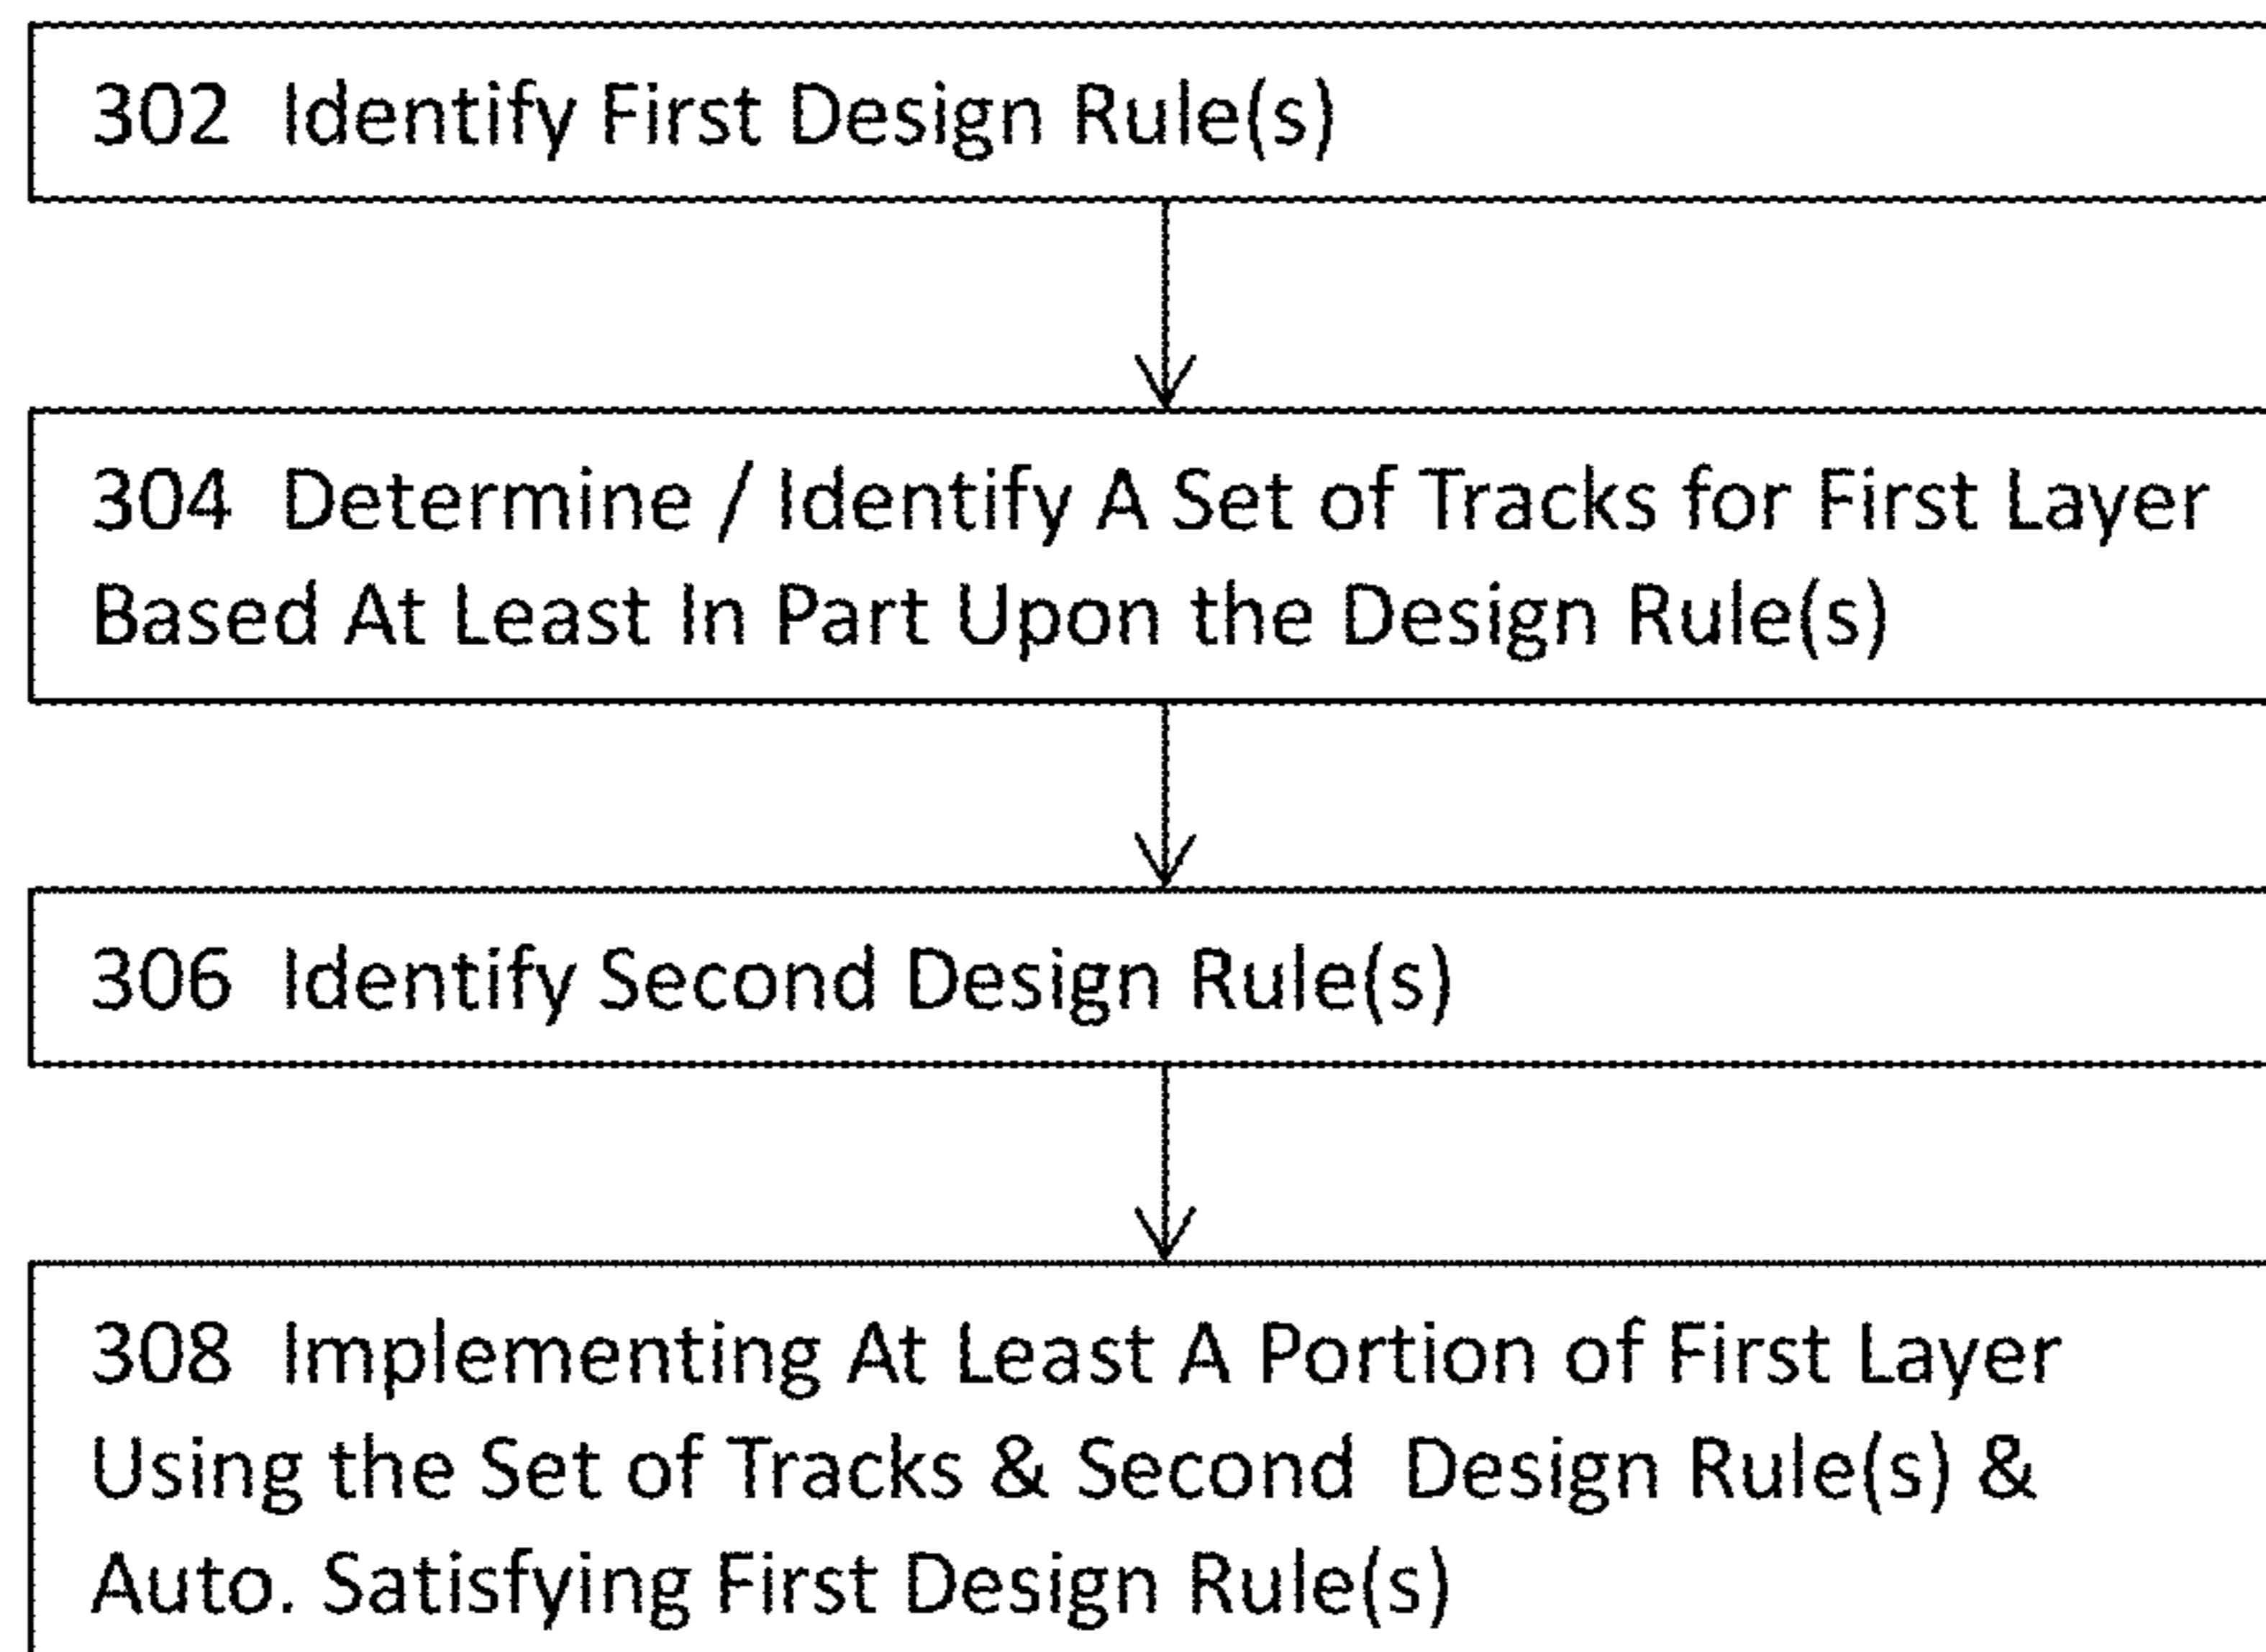 302 Identify First Design Rule(s)
304 Determine / Identify A Set of Tracks for First Layer
Based At Least In Part Upon the Design Rule(s)
306 Identify Second Design Rule(s)
308 Implementing At Least A Portion of First Layer
Using the Set of Tracks & Second Design Rule(s) &
Auto. Satisfying First Design Rule(s)